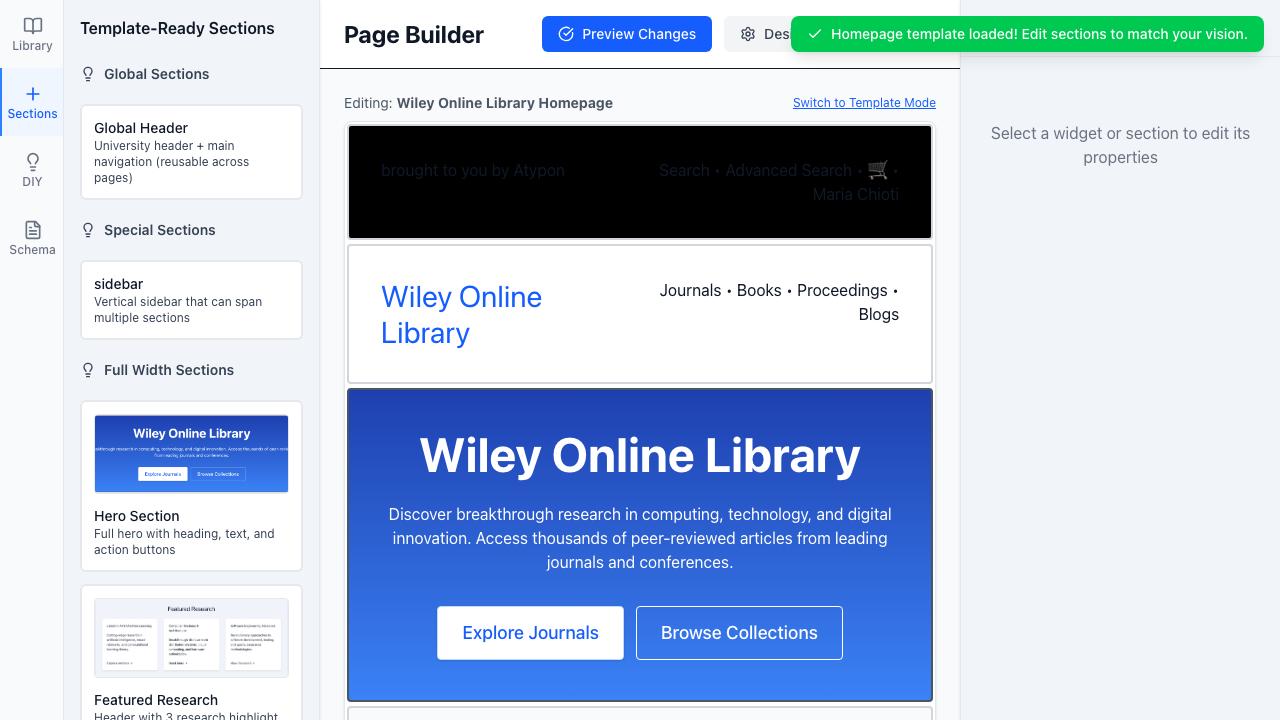 Library
Sections
DIY
Schema
Template-Ready Sections
Global Sections
Global Header
University header + main
navigation (reusable across
pages)
Special Sections
sidebar
Vertical sidebar that can span
multiple sections
Full Width Sections
Wiley Online Library
from leading journals and conferences.
Explore Journals
Browse Collections
Hero Section
Full hero with heading, text, and
action buttons
Featured Research
Featured Research
Header with 3 research highlight
Page Builder
Preview Changes
Homepage template loaded! Edit sections to match your vision.
Editing: Wiley Online Library Homepage
Switch to Template Mode
brought to you by Atypon
Search • Advanced Search • 🛒 •
Maria Chioti
Wiley Online
Library
Journals • Books • Proceedings •
Blogs
Wiley Online Library
Discover breakthrough research in computing, technology, and digital
innovation. Access thousands of peer-reviewed articles from leading
journals and conferences.
Explore Journals
Browse Collections
Select a widget or section to edit its
properties